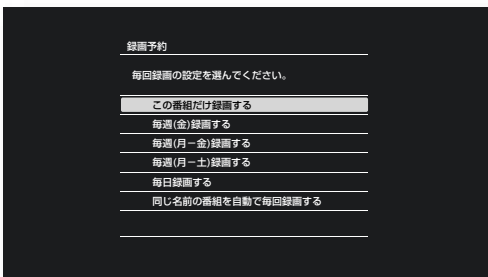 録画予約
毎回録画の設定を選んでください。
この番組だけ録画する
毎週(金)録画する
毎週(月－金)録画する
毎週(月－土)録画する
毎日録画する
同じ名前の番組を自動で毎回録画する